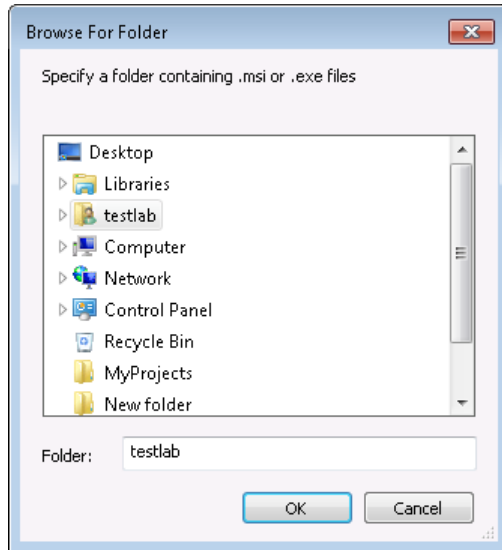 Browse For Folder
Specify a folder containing .msi or .exe files
Desktop
Libraries
testlab
Computer
Network
Control Panel
Recycle Bin
MyProjects
New folder
Folder: testlab
OK Cancel